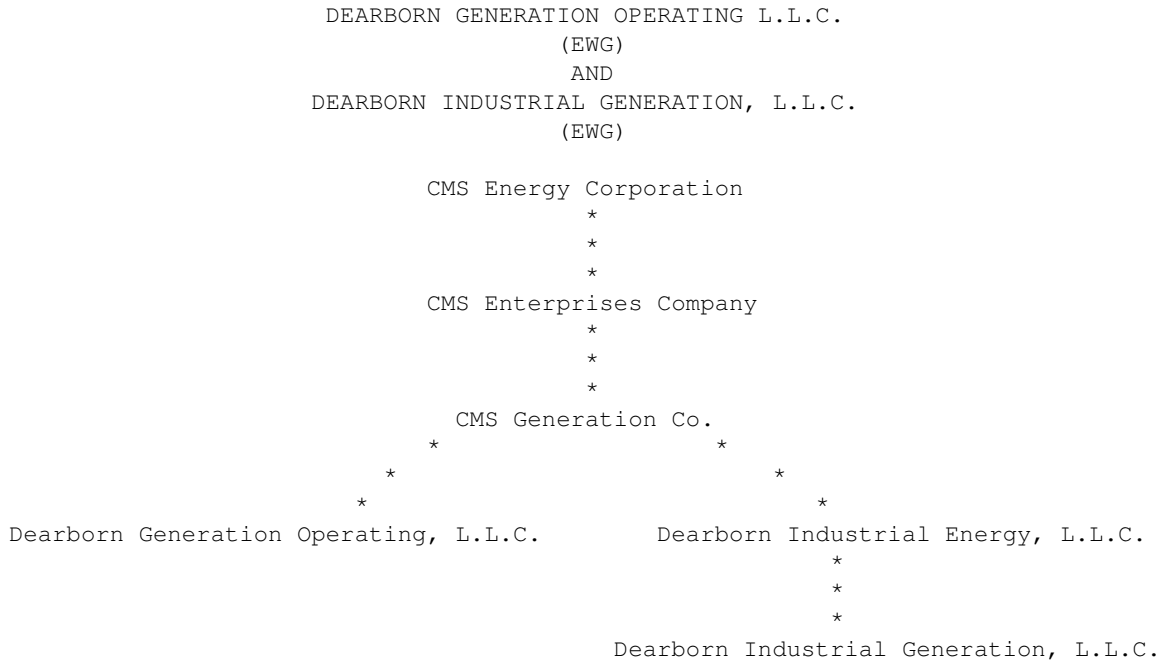 DEARBORN GENERATION OPERATING L.L.C.
(EWG)
AND
DEARBORN INDUSTRIAL GENERATION, L.L.C.
(EWG)
CMS Energy Corporation
*
*
*
CMS Enterprises Company
*
*
*
CMS Generation Co.
* *
* *
* *
Dearborn Generation Operating, L.L.C. Dearborn Industrial Energy, L.L.C.
*
*
*
Dearborn Industrial Generation, L.L.C.